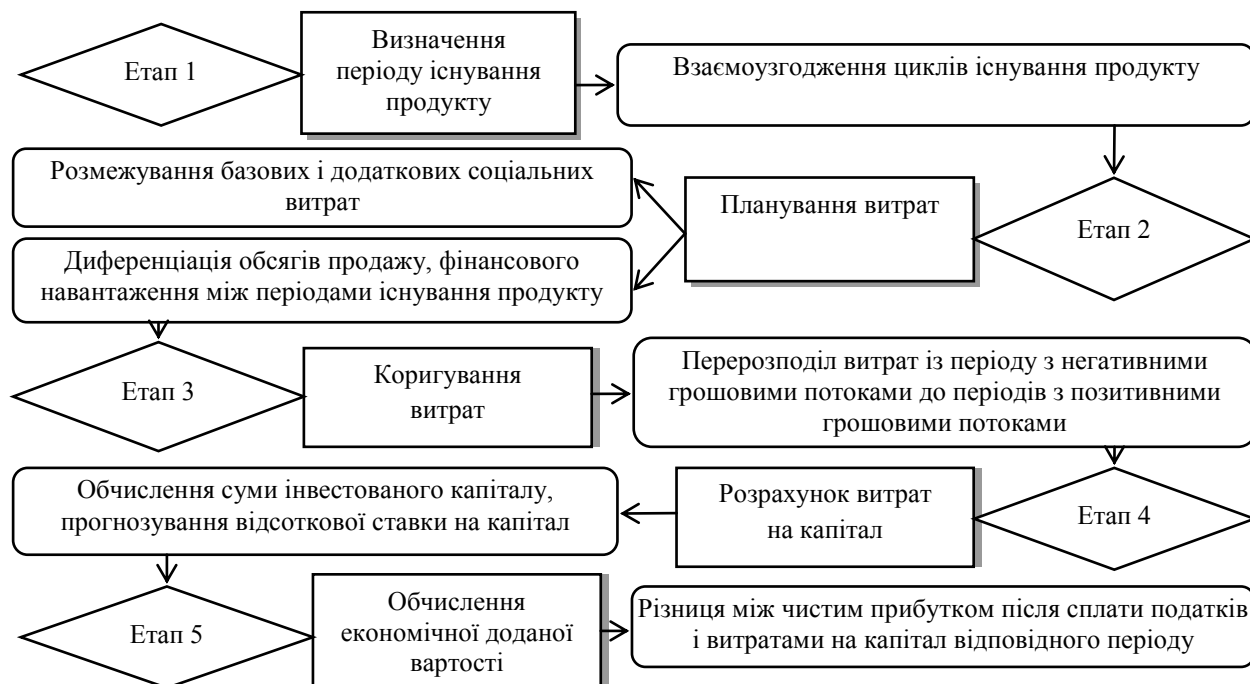 Етап 1
Визначення
періоду існування
продукту
Взаємоузгодження циклів існування продукту
Етап 2
Планування витрат
Розмежування базових і додаткових соціальних
витрат
Диференціація обсягів продажу, фінансового
навантаження між періодами існування продукту
Етап 3
Коригування
витрат
Перерозподіл витрат із періоду з негативними
грошовими потоками до періодів з позитивними
грошовими потоками
Етап 4
Розрахунок витрат
на капітал
Обчислення суми інвестованого капіталу,
прогнозування відсоткової ставки на капітал
Етап 5
Обчислення
економічної доданої
вартості
Різниця між чистим прибутком після сплати податків
і витратами на капітал відповідного періоду